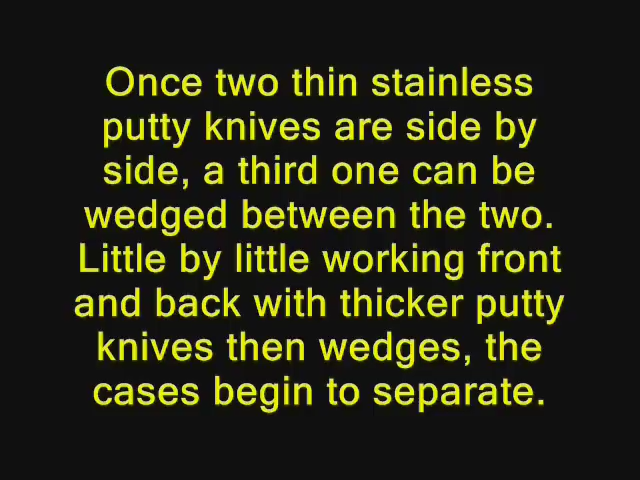 Once two thin stainless
putty knives are side by
side, a third one can be
wedged between the two.
Little by little working front
and back with thicker putty
knives then wedges, the
cases begin to separate.